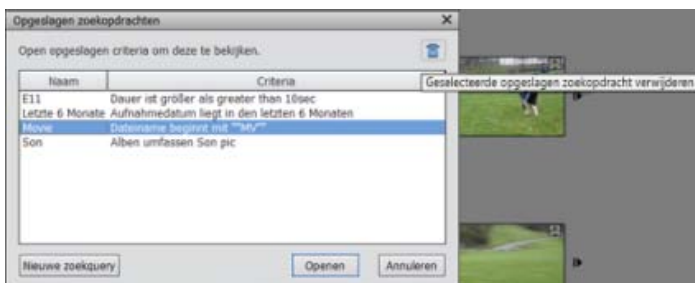 Opgeslagen zoekopdrachten
Open opgeslagen criteria om deze te bekijken.
Naam Criteria
Geselecteerde opgeslagen zoekopdracht verwijderen
E11 Dauer ist größer als greater than 10sec
Letzte 6 Monate Aufnahmedatum liegt in den letzten 6 Monaten
Movie Dateiname beginnt mit ""MV""
Son Alben umfassen Son pic
Nieuwe zoekquery Openen Annuleren